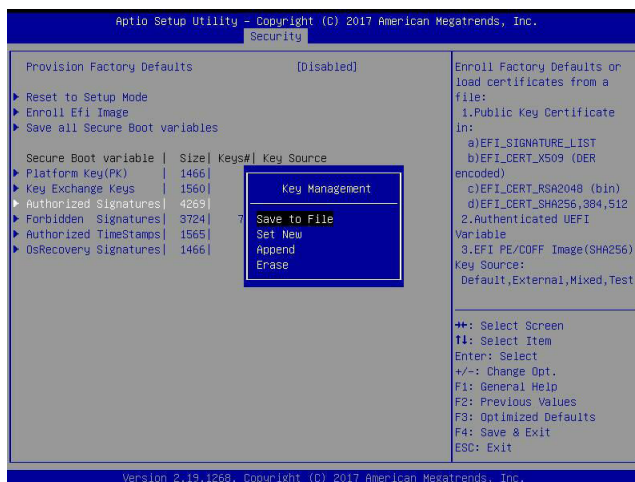 Aptio Setup Utility – Copyright (C) 2017 American Megatrends, Inc.
Security
Provision Factory Defaults [Disabled]
Reset to Setup Mode
Enroll Efi Image
Save all Secure Boot variables
Secure Boot variable | Size| Keys#| Key Source
Platform Key(PK) | 1466|
Key Exchange Keys | 1560|
Authorized Signatures| 4269|
Forbidden Signatures| 3724| 7
Authorized TimeStamps| 1565|
OsRecovery Signatures| 1466|
Key Management
Save to File
Set New
Append
Erase
Enroll Factory Defaults or
load certificates from a
file:
1.Public Key Certificate
in:
a)EFI_SIGNATURE_LIST
b)EFI_CERT_X509 (DER
encoded)
c)EFI_CERT_RSA2048 (bin)
d)EFI_CERT_SHA256,384,512
2.Authenticated UEFI
Variable
3.EFI PE/COFF Image(SHA256)
Key Source:
Default,External,Mixed,Test
→←: Select Screen
↑↓: Select Item
Enter: Select
+/-: Change Opt.
F1: General Help
F2: Previous Values
F3: Optimized Defaults
F4: Save & Exit
ESC: Exit
Version 2.19.1268. Copyright (C) 2017 American Megatrends, Inc.